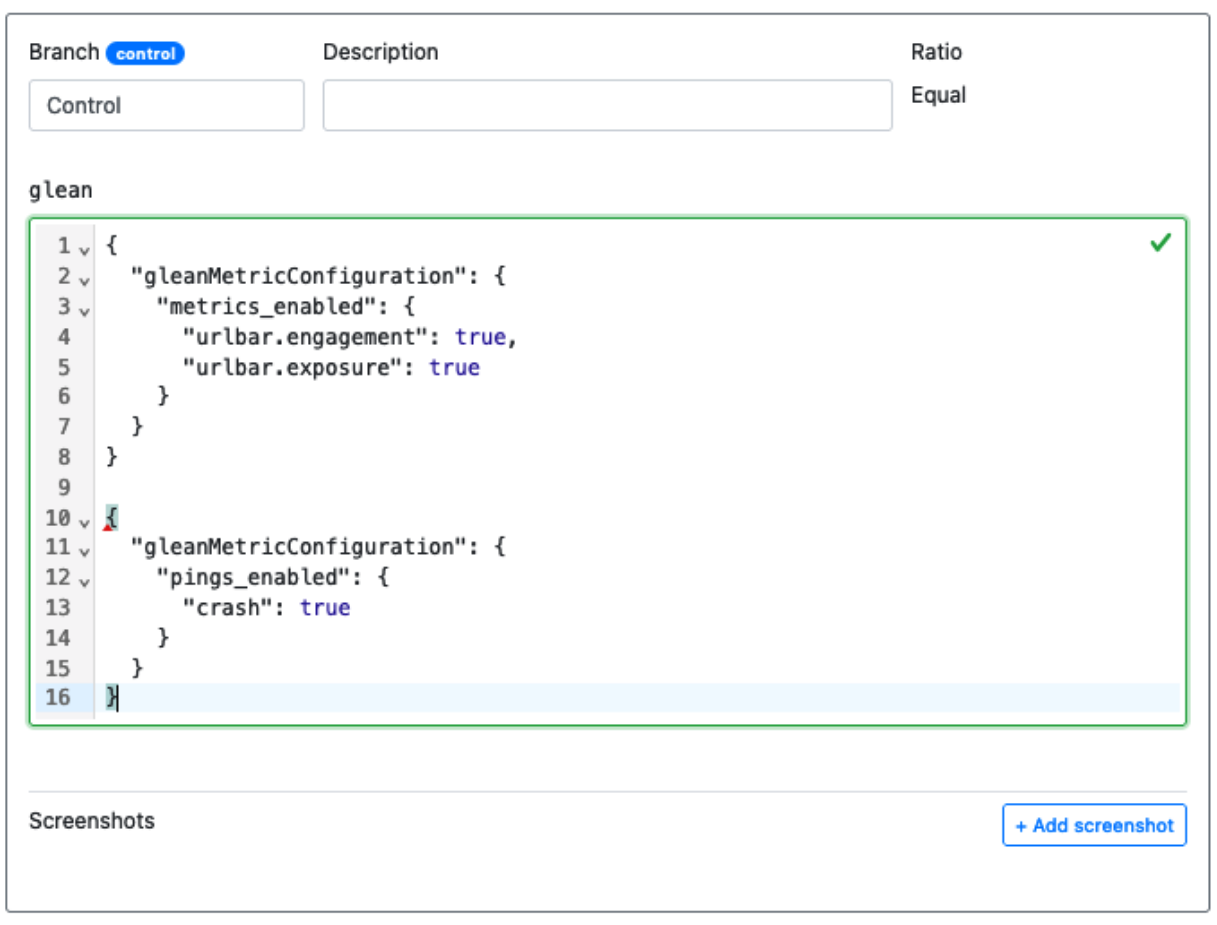 Branch control Description Ratio
Control Equal
glean
1 {
2 "gleanMetricConfiguration": {
3 "metrics_enabled": {
4 "urlbar.engagement": true,
5 "urlbar.exposure": true
6 }
7 }
8 }
9
10 {
11 "gleanMetricConfiguration": {
12 "pings_enabled": {
13 "crash": true
14 }
15 }
16 }
Screenshots + Add screenshot